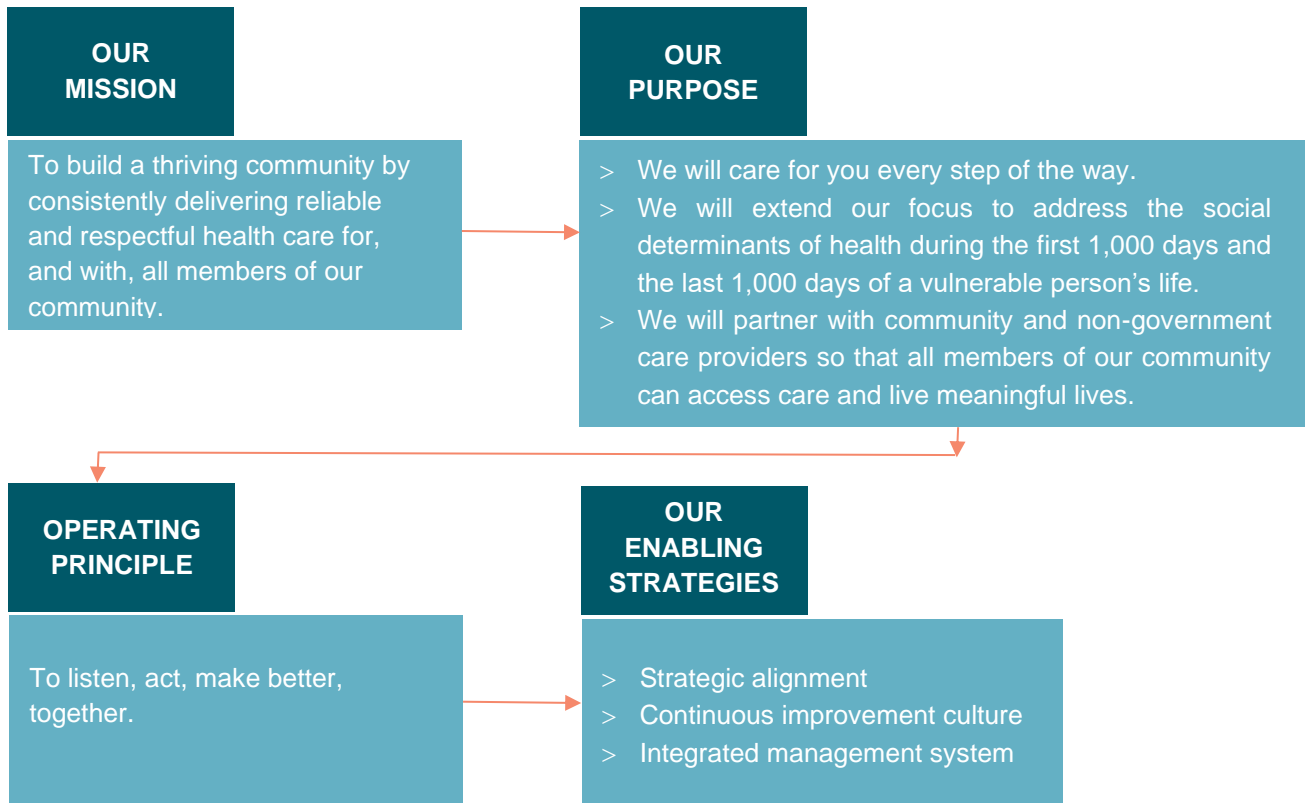 OUR
MISSION
To build a thriving community by
consistently delivering reliable
and respectful health care for,
and with, all members of our
community.
OUR
PURPOSE
> We will care for you every step of the way.
> We will extend our focus to address the social
determinants of health during the first 1,000 days and
the last 1,000 days of a vulnerable person’s life.
> We will partner with community and non-government
care providers so that all members of our community
can access care and live meaningful lives.
OPERATING
PRINCIPLE
To listen, act, make better,
together.
OUR
ENABLING
STRATEGIES
> Strategic alignment
> Continuous improvement culture
> Integrated management system